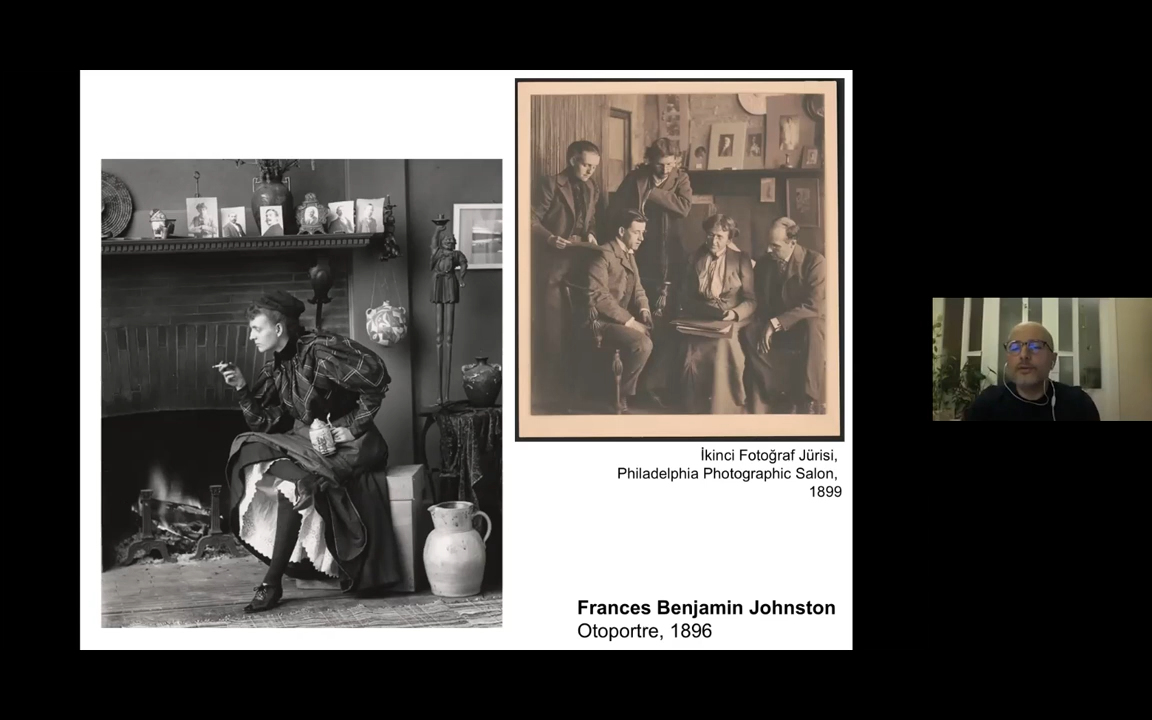 İkinci Fotoğraf Jürisi,
Philadelphia Photographic Salon,
1899
Frances Benjamin Johnston
Otoportre, 1896